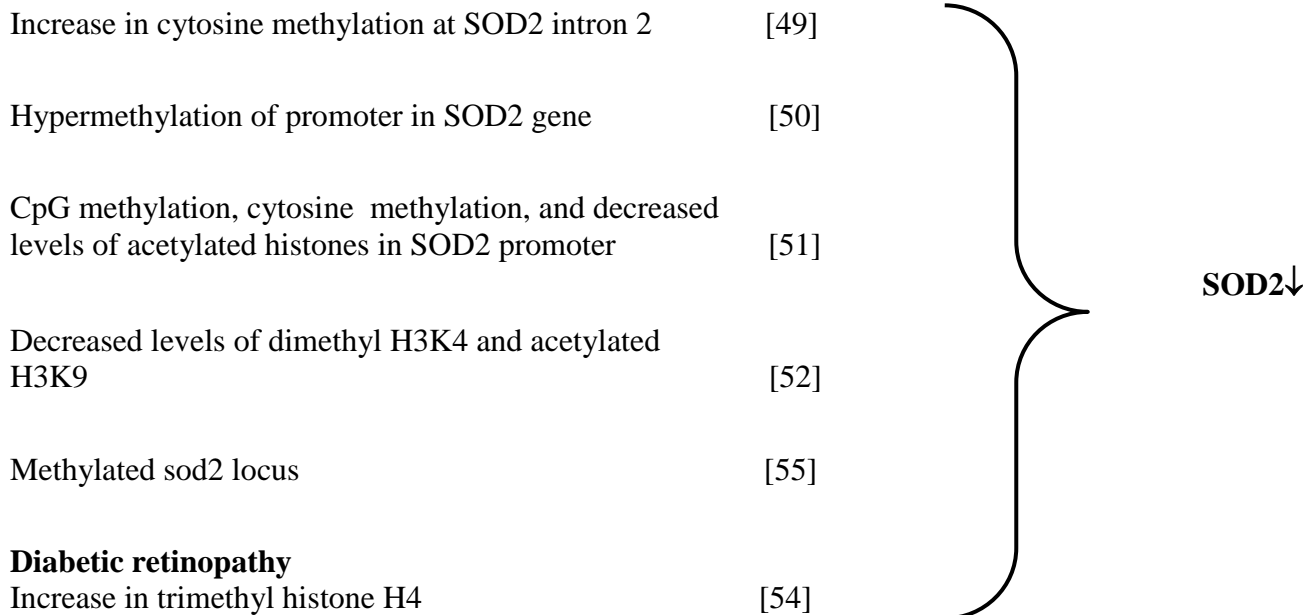 Increase in cytosine methylation at SOD2 intron 2 [49]
Hypermethylation of promoter in SOD2 gene [50]
CpG methylation, cytosine methylation, and decreased
levels of acetylated histones in SOD2 promoter [51]
SOD2↓
Decreased levels of dimethyl H3K4 and acetylated
H3K9 [52]
Methylated sod2 locus [55]
Diabetic retinopathy
Increase in trimethyl histone H4 [54]